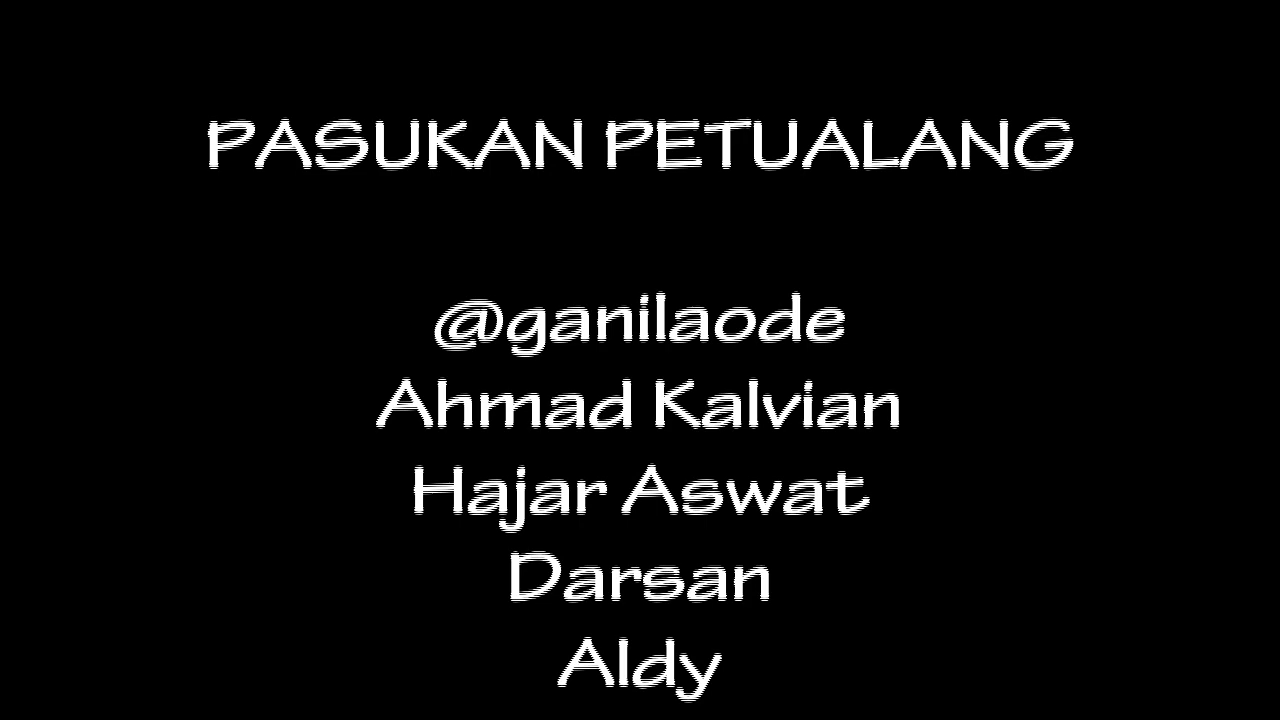 PASUKAN PETUALANG
@ganilaode
Ahmad Kalvian
Hajar Aswat
Darsan
Aldy